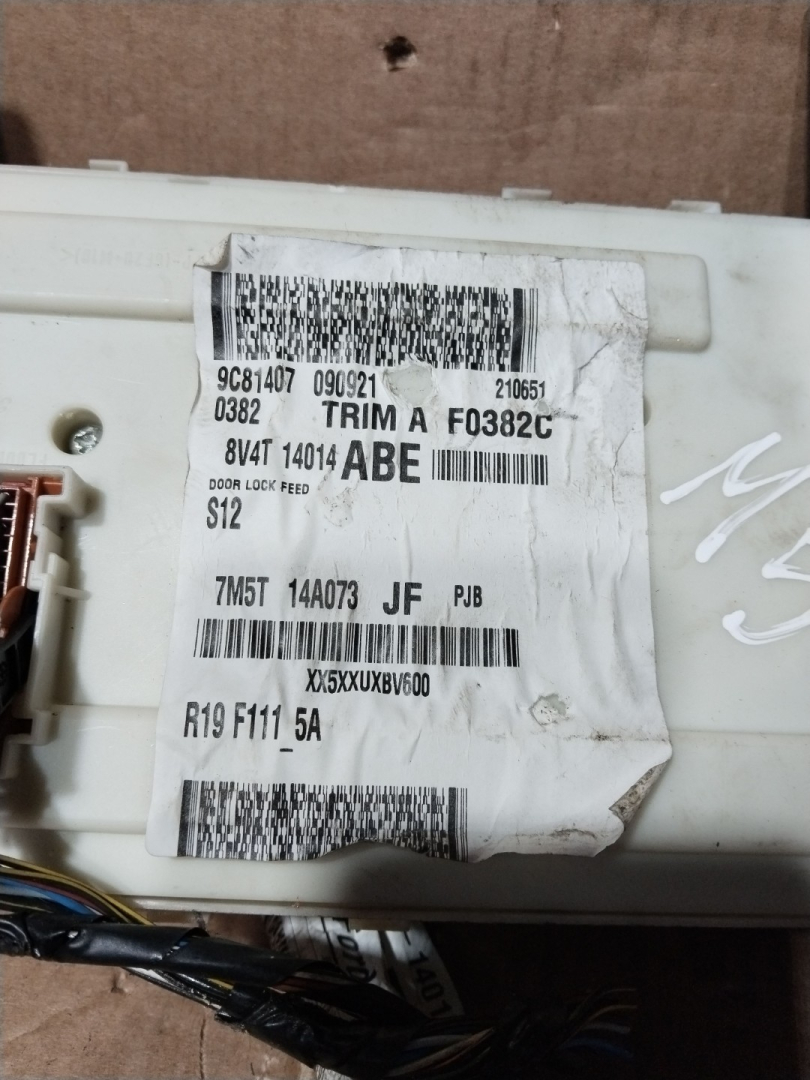 9C81407 090921 210651
0382 TRIM A F0382C
8V4T 14014 ABE
DOOR LOCK FEED
S12
7M5T 14A073 JF PJB
XX5XXUXBV600
R19 F111_5A